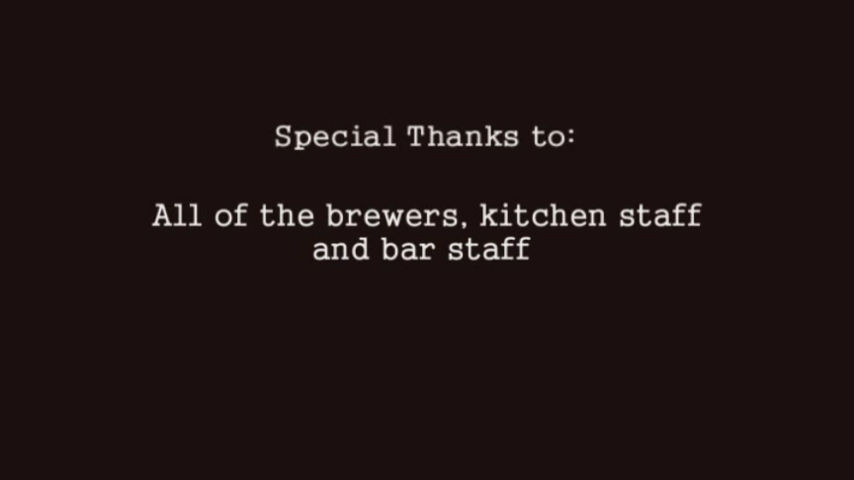 Special Thanks to:
All of the brewers, kitchen staff
and bar staff